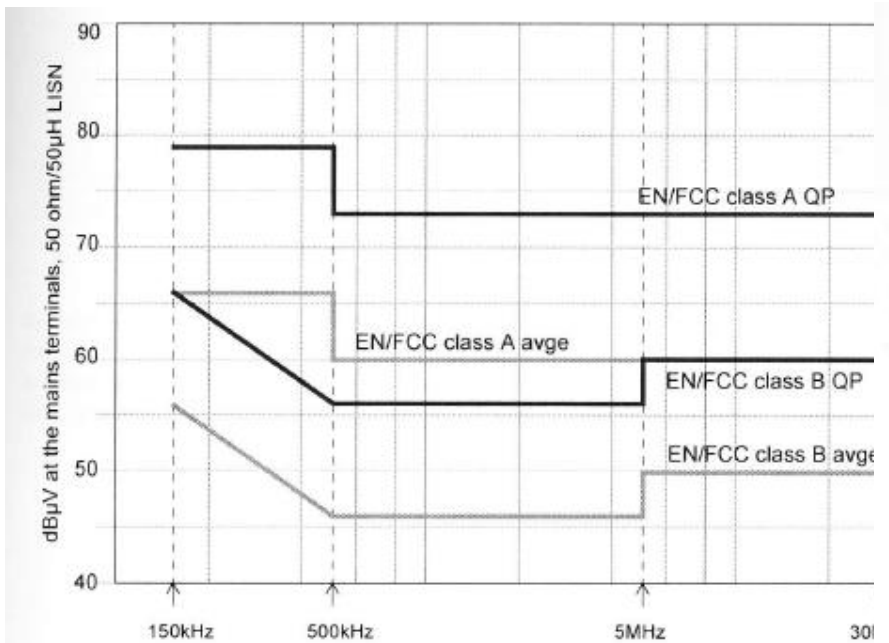 90
80
70
60
50
40
dBµV at the mains terminals, 50 ohm/50µH LISN
EN/FCC class A QP
EN/FCC class A avge
EN/FCC class B QP
EN/FCC class B avge
150kHz
500kHz
5MHz
30